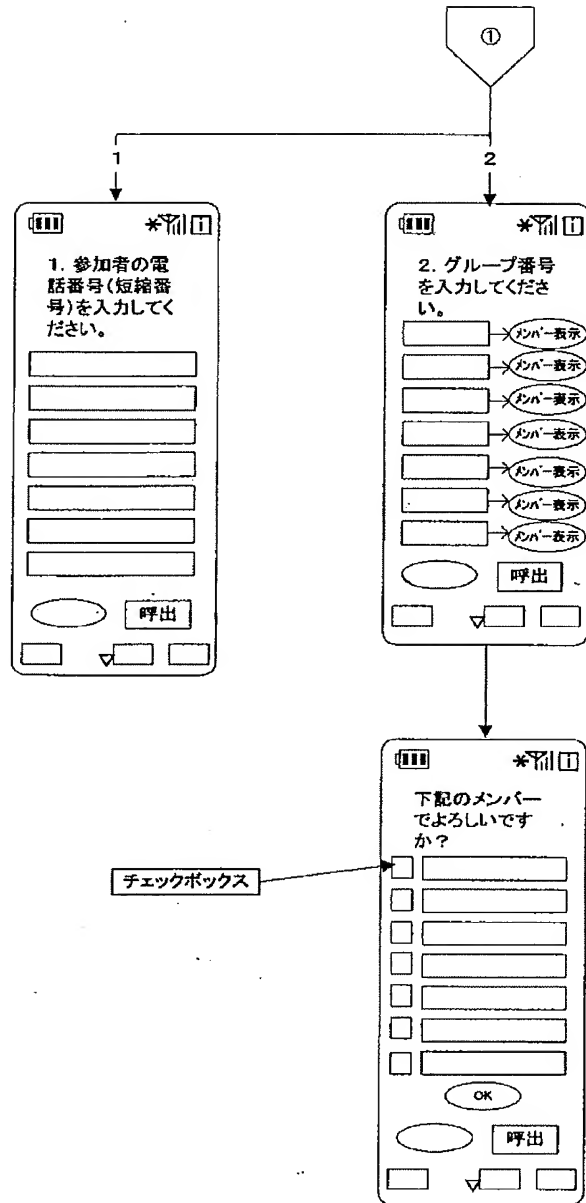 ①
1
2
1. 参加者の電
話番号(短縮番
号)を入力してく
ださい。
呼出
2. グループ番号
を入力してくださ
い。
メンバー表示
メンバー表示
メンバー表示
メンバー表示
メンバー表示
メンバー表示
メンバー表示
呼出
下記のメンバー
でよろしいです
か?
チェックボックス
OK
呼出